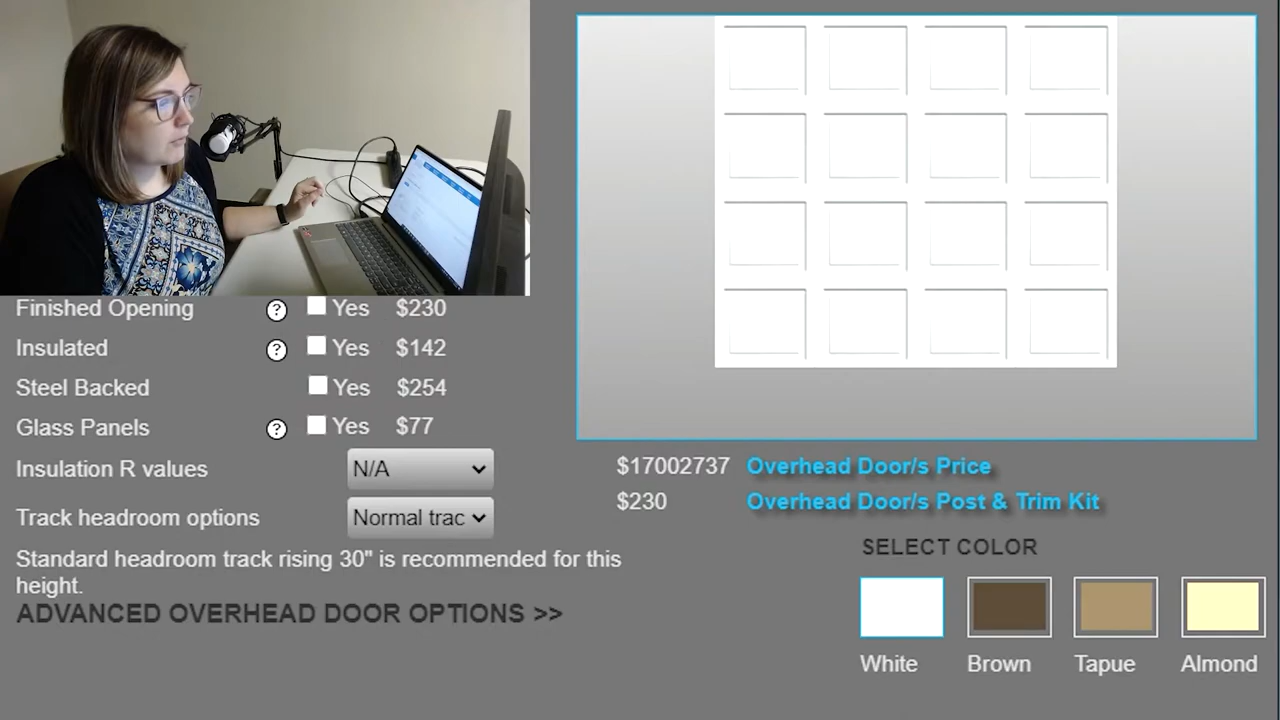 Finished Opening ? Yes $230
Insulated ? Yes $142
Steel Backed Yes $254
Glass Panels ? Yes $77
Insulation R values N/A
Track headroom options Normal trac
Standard headroom track rising 30" is recommended for this
height.
ADVANCED OVERHEAD DOOR OPTIONS >>
$17002737 Overhead Door/s Price
$230 Overhead Door/s Post & Trim Kit
SELECT COLOR
White Brown Tapue Almond